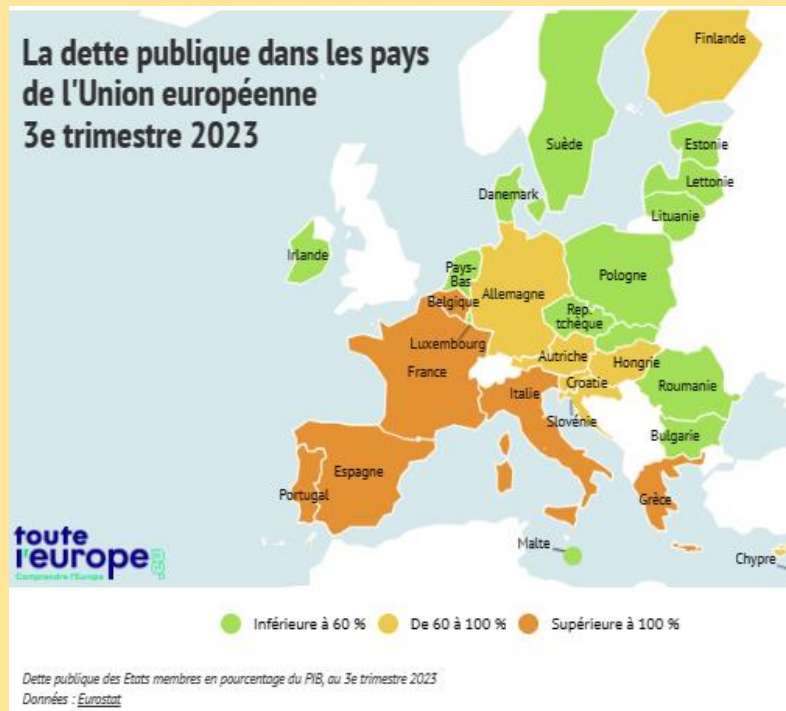 La dette publique dans les pays
de l'Union européenne
3e trimestre 2023
Finlande
Suède
Estonie
Lettonie
Danemark
Lituanie
Irlande
Pays-
Bas
Pologne
Allemagne
Belgique
Rep.
tchèque
Luxembourg
Autriche
Hongrie
France
Croatie
Roumanie
Italie
Slovénie
Bulgarie
Espagne
Portugal
Grèce
toute
l'europe.eu
Comprendre l'Europe
Malte
Chypre
Inférieure à 60 %
De 60 à 100 %
Supérieure à 100 %
Dette publique des Etats membres en pourcentage du PIB, au 3e trimestre 2023
Données : Eurostat